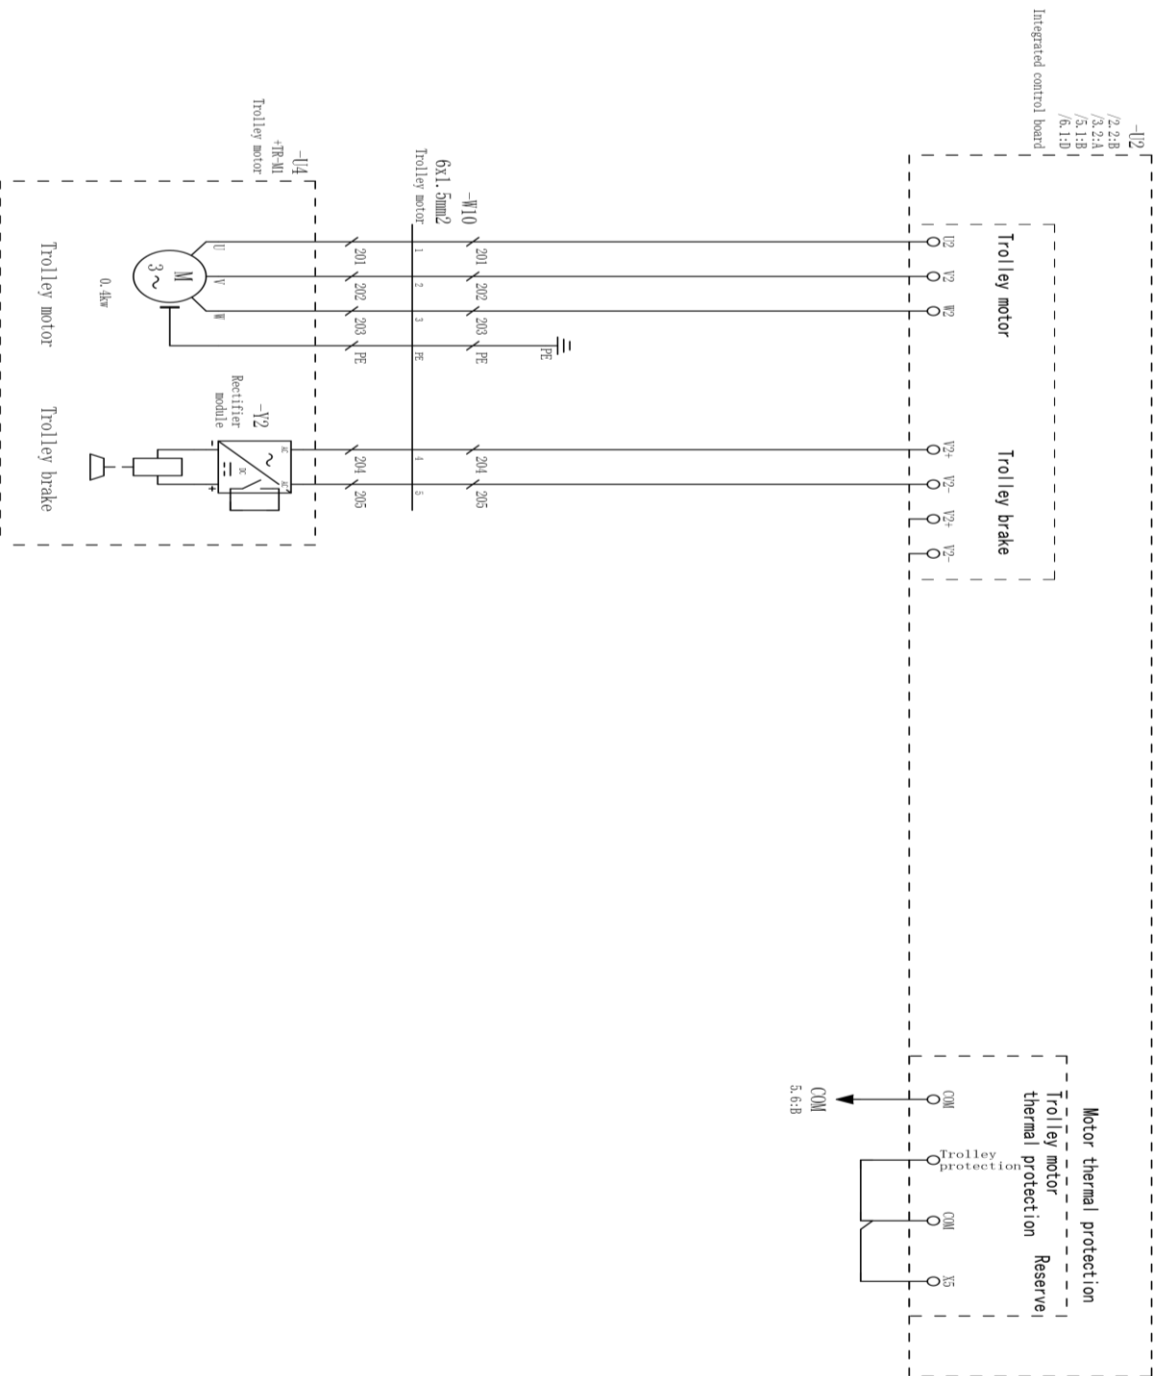 -U2
/2.2:B
/3.2:A
/5.1:B
/6.1:D
Integrated control board
Trolley motor
Trolley brake
U2
V2
W2
V2+
V2-
V2+
V2-
Motor thermal protection
Trolley motor
thermal protection
Reserve
COM
Trolley
protection
COM
X5
COM
5.6:B
PE
-W10
6x1.5mm2
Trolley motor
201
202
203
PE
204
205
1
2
3
PE
4
5
201
202
203
PE
204
205
-U4
+TR-M1
Trolley motor
U
V
W
M
3~
0.4kw
-Y2
Rectifier
module
AC
AC
~
DC
-
+
Trolley motor
Trolley brake